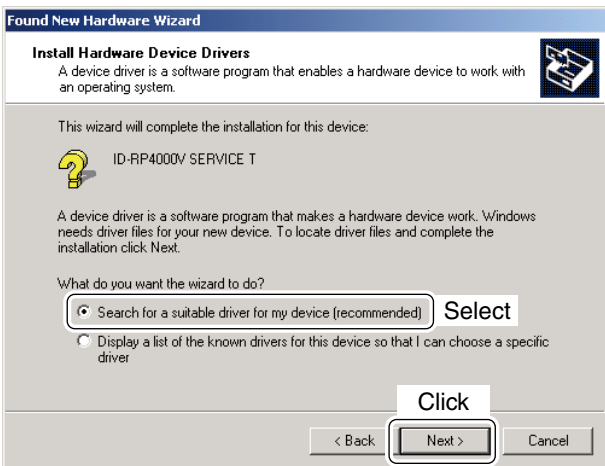 Found New Hardware Wizard
Install Hardware Device Drivers
A device driver is a software program that enables a hardware device to work with
an operating system.
This wizard will complete the installation for this device:
ID-RP4000V SERVICE T
A device driver is a software program that makes a hardware device work. Windows
needs driver files for your new device. To locate driver files and complete the
installation click Next.
What do you want the wizard to do?
Search for a suitable driver for my device (recommended) Select
Display a list of the known drivers for this device so that I can choose a specific
driver
Click
< Back Next > Cancel